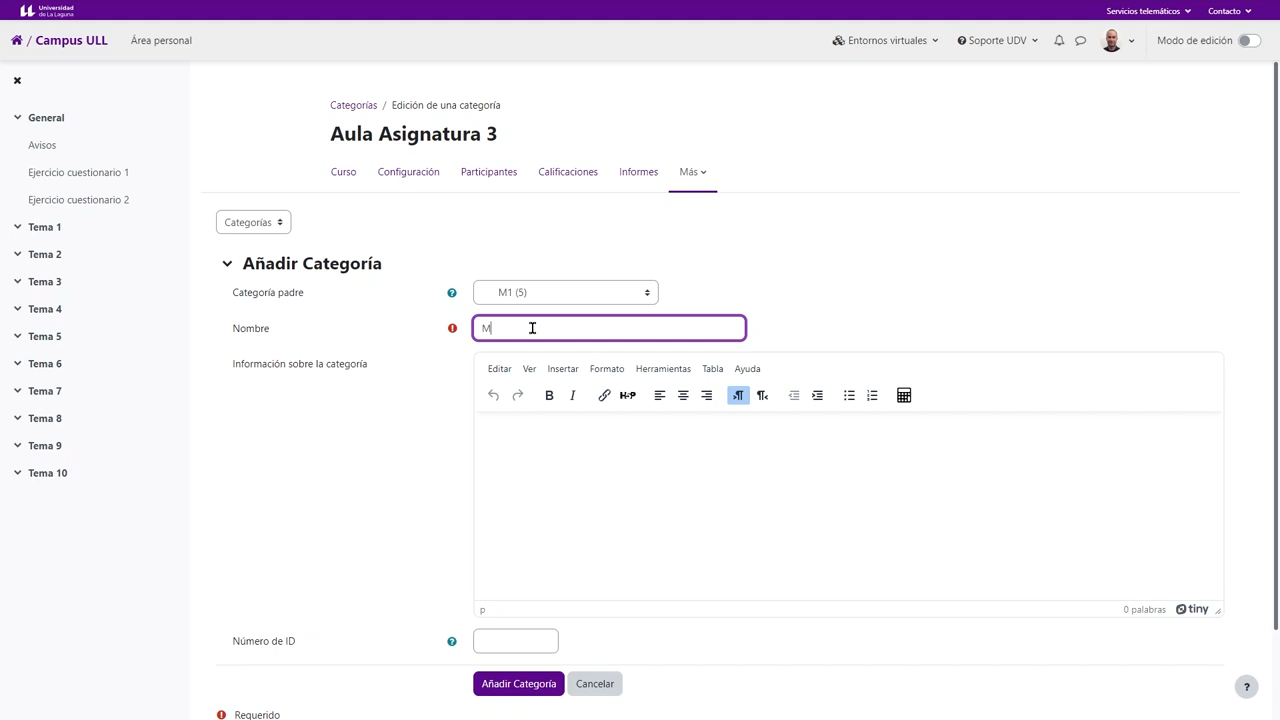 Universidad
de La Laguna
Servicios telemáticos
Contacto
/ Campus ULL
Área personal
Entornos virtuales
Soporte UDV
Modo de edición
General
Avisos
Ejercicio cuestionario 1
Ejercicio cuestionario 2
Tema 1
Tema 2
Tema 3
Tema 4
Tema 5
Tema 6
Tema 7
Tema 8
Tema 9
Tema 10
Categorías / Edición de una categoría
Aula Asignatura 3
Curso
Configuración
Participantes
Calificaciones
Informes
Más
Categorías
Añadir Categoría
Categoría padre
M1 (5)
Nombre
M
Información sobre la categoría
Editar
Ver
Insertar
Formato
Herramientas
Tabla
Ayuda
B
I
H-P
p
0 palabras
tiny
Número de ID
Añadir Categoría
Cancelar
Requerido